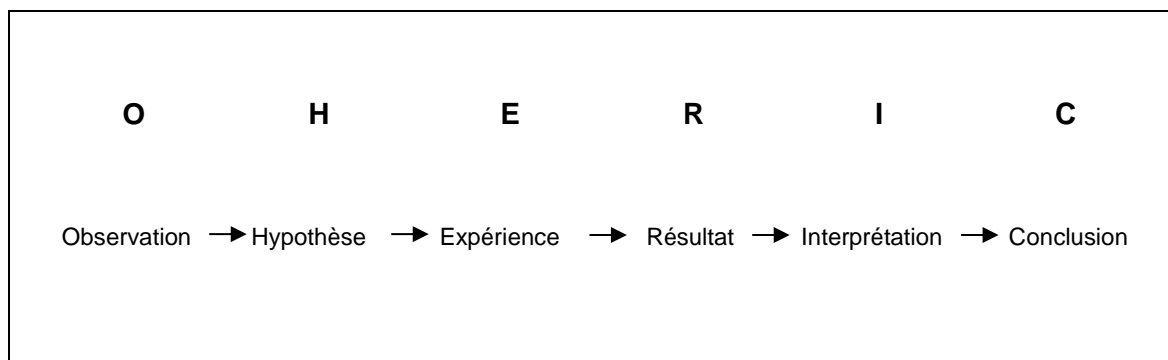 O H E R I C
Observation → Hypothèse → Expérience → Résultat → Interprétation → Conclusion